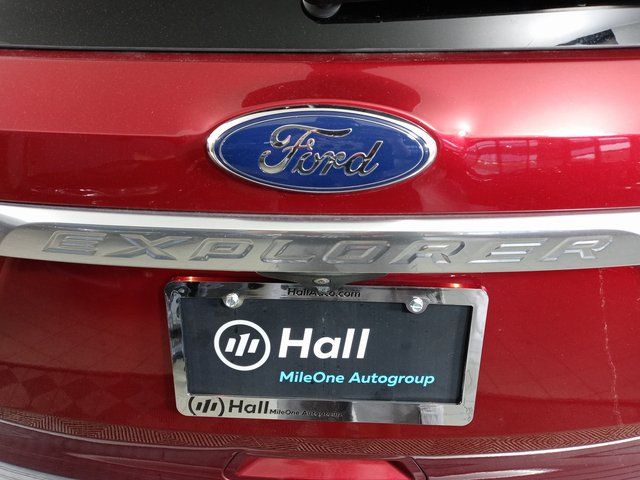 Ford
EXPLORER
HallAuto.com
Hall
MileOne Autogroup
Hall MileOne Autogroup